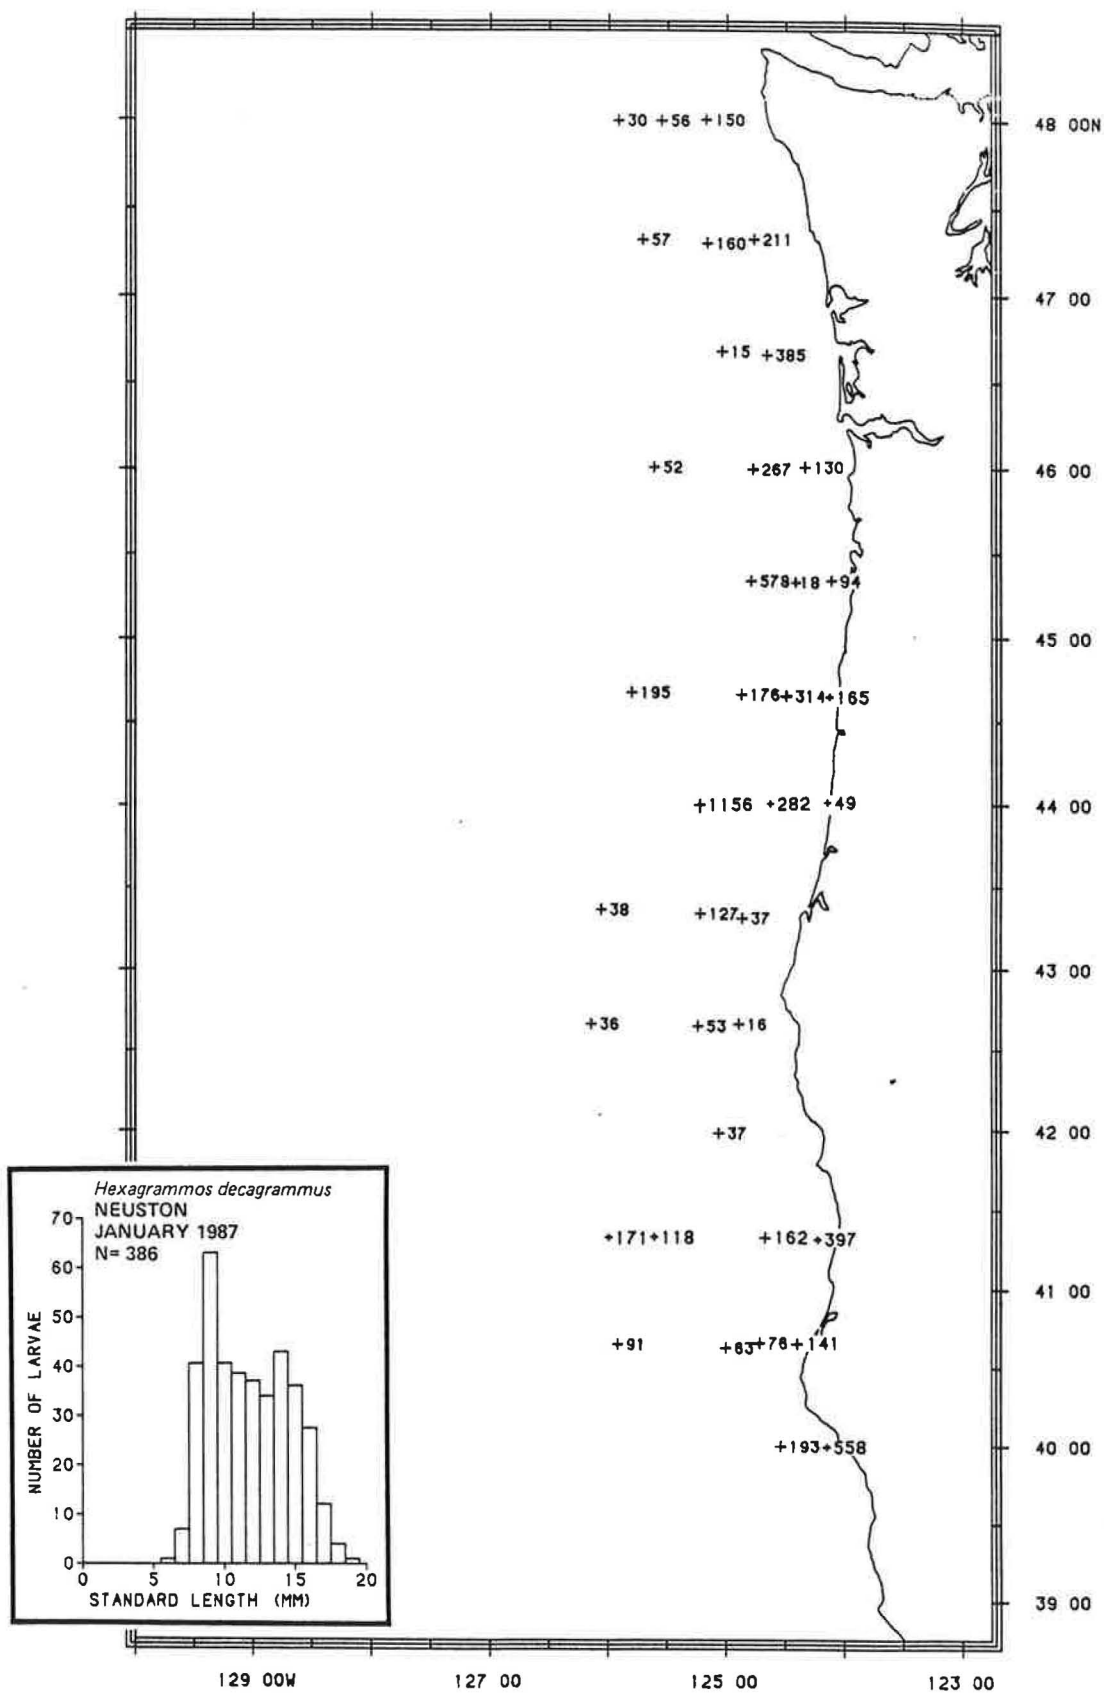 +30 +56 +150 48 00N
+57 +160 +211
47 00
+15 +385
+52 +267 +130 46 00
+578 +18 +94
45 00
+195 +176 +314 +165
+1156 +282 +49 44 00
+38 +127 +37
43 00
+36 +53 +16
+37 42 00
+171 +118 +162 +397
41 00
+91 +63 +76 +141
+193 +558 40 00
39 00
Hexagrammos decagrammus
NEUSTON
JANUARY 1987
N= 386
70
60
50
40
30
20
10
0
NUMBER OF LARVAE
0 5 10 15 20
STANDARD LENGTH (MM)
129 00W 127 00 125 00 123 00